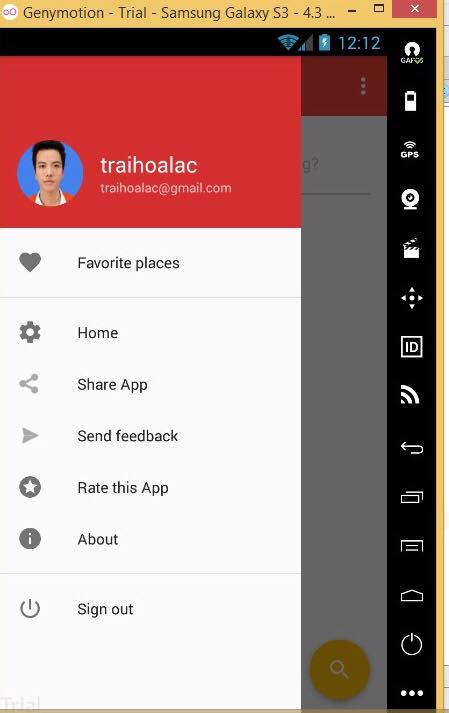 Genymotion - Trial - Samsung Galaxy S3 - 4.3 ...
12:12
GAPPS
traihoalac
traihoalac@gmail.com
g?
GPS
Favorite places
Home
Share App
ID
Send feedback
Rate this App
About
Sign out
Trial